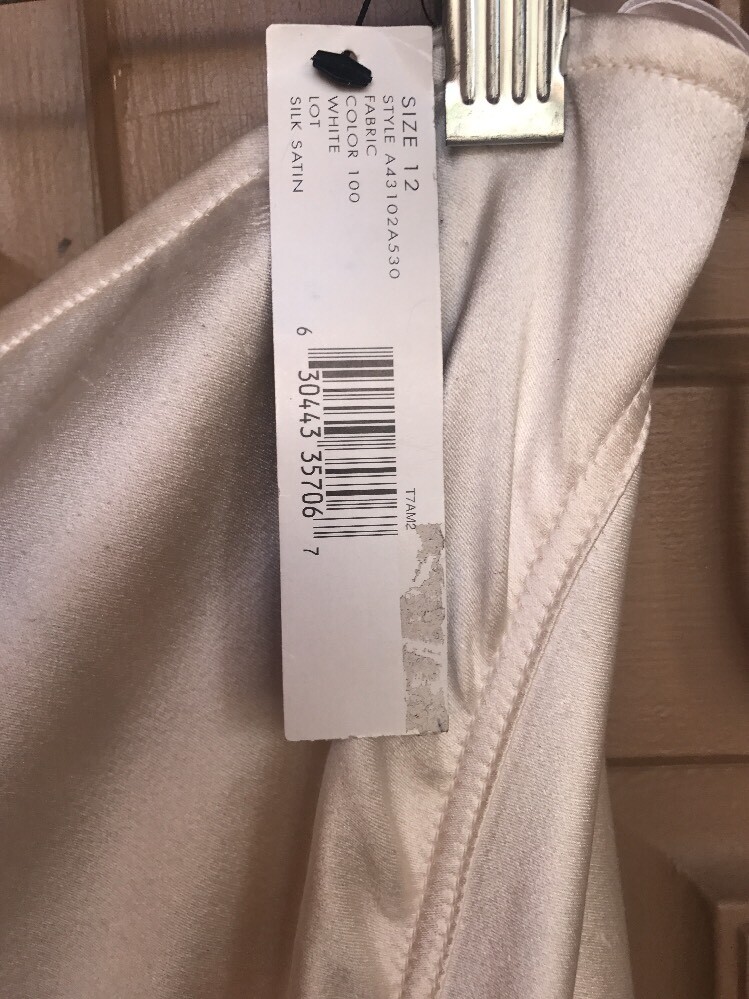 SIZE 12
STYLE A43102A530
FABRIC
COLOR 100
WHITE
LOT
SILK SATIN
T7AM2
6 30443 35706 7